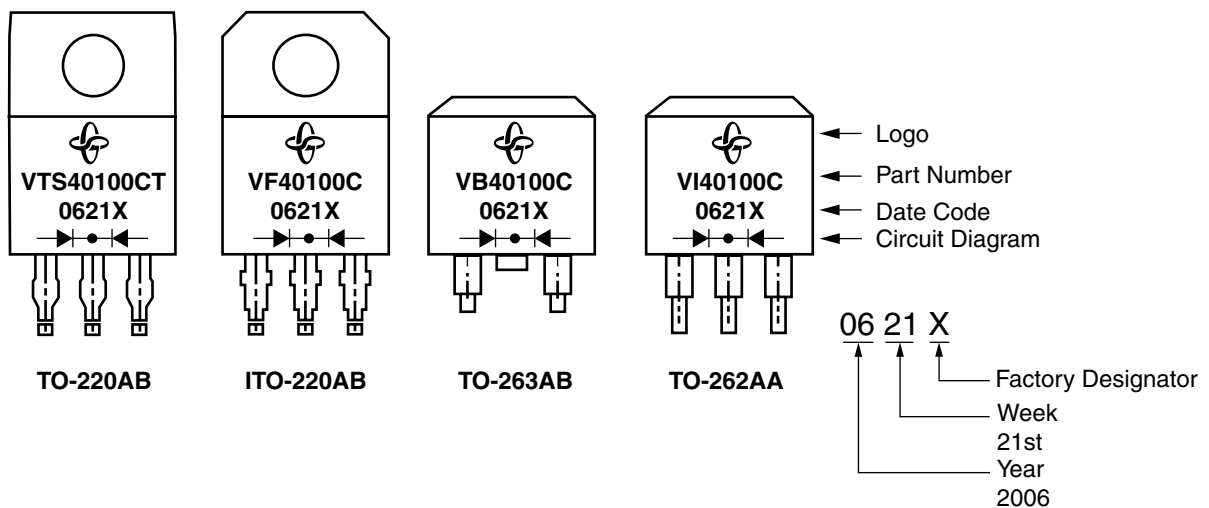 VTS40100CT
0621X
TO-220AB
VF40100C
0621X
ITO-220AB
VB40100C
0621X
TO-263AB
VI40100C
0621X
TO-262AA
Logo
Part Number
Date Code
Circuit Diagram
06 21 X
Factory Designator
Week
21st
Year
2006